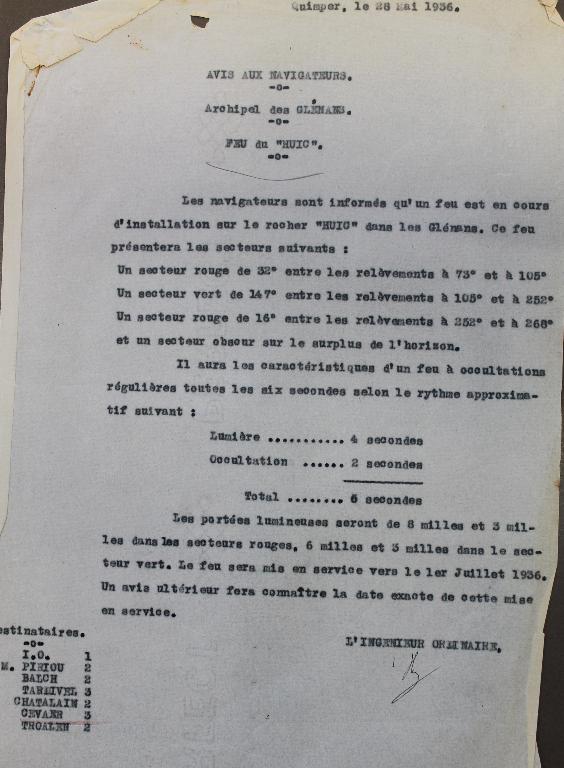 Quimper, le 28 Mai 1936.
AVIS AUX NAVIGATEURS.
-o-
Archipel des GLÉNANS.
-o-
FEU du "HUIC".
-o-
Les navigateurs sont informés qu'un feu est en cours
d'installation sur le rocher "HUIC" dans les Glénans. Ce feu
présentera les secteurs suivants :
Un secteur rouge de 32° entre les relèvements à 73° et à 105°
Un secteur vert de 147° entre les relèvements à 105° et à 252°
Un secteur rouge de 16° entre les relèvements à 252° et à 268°
et un secteur obscur sur le surplus de l'horizon.
Il aura les caractéristiques d'un feu à occultations
régulières toutes les six secondes selon le rythme approxima-
tif suivant :
Lumière ........... 4 secondes
Occultation ...... 2 secondes
Total ........ 6 secondes
Les portées lumineuses seront de 8 milles et 3 mil-
les dans les secteurs rouges, 6 milles et 3 milles dans le sec-
teur vert. Le feu sera mis en service vers le 1er Juillet 1936.
Un avis ultérieur fera connaître la date exacte de cette mise
en service.
estinataires.
-o-
L'INGENIEUR ORDINAIRE,
I.O. 1
M. PIRIOU 2
BALCH 2
TARMIVEL 3
CHATALAIN 2
CEVAER 3
TROALEN 2